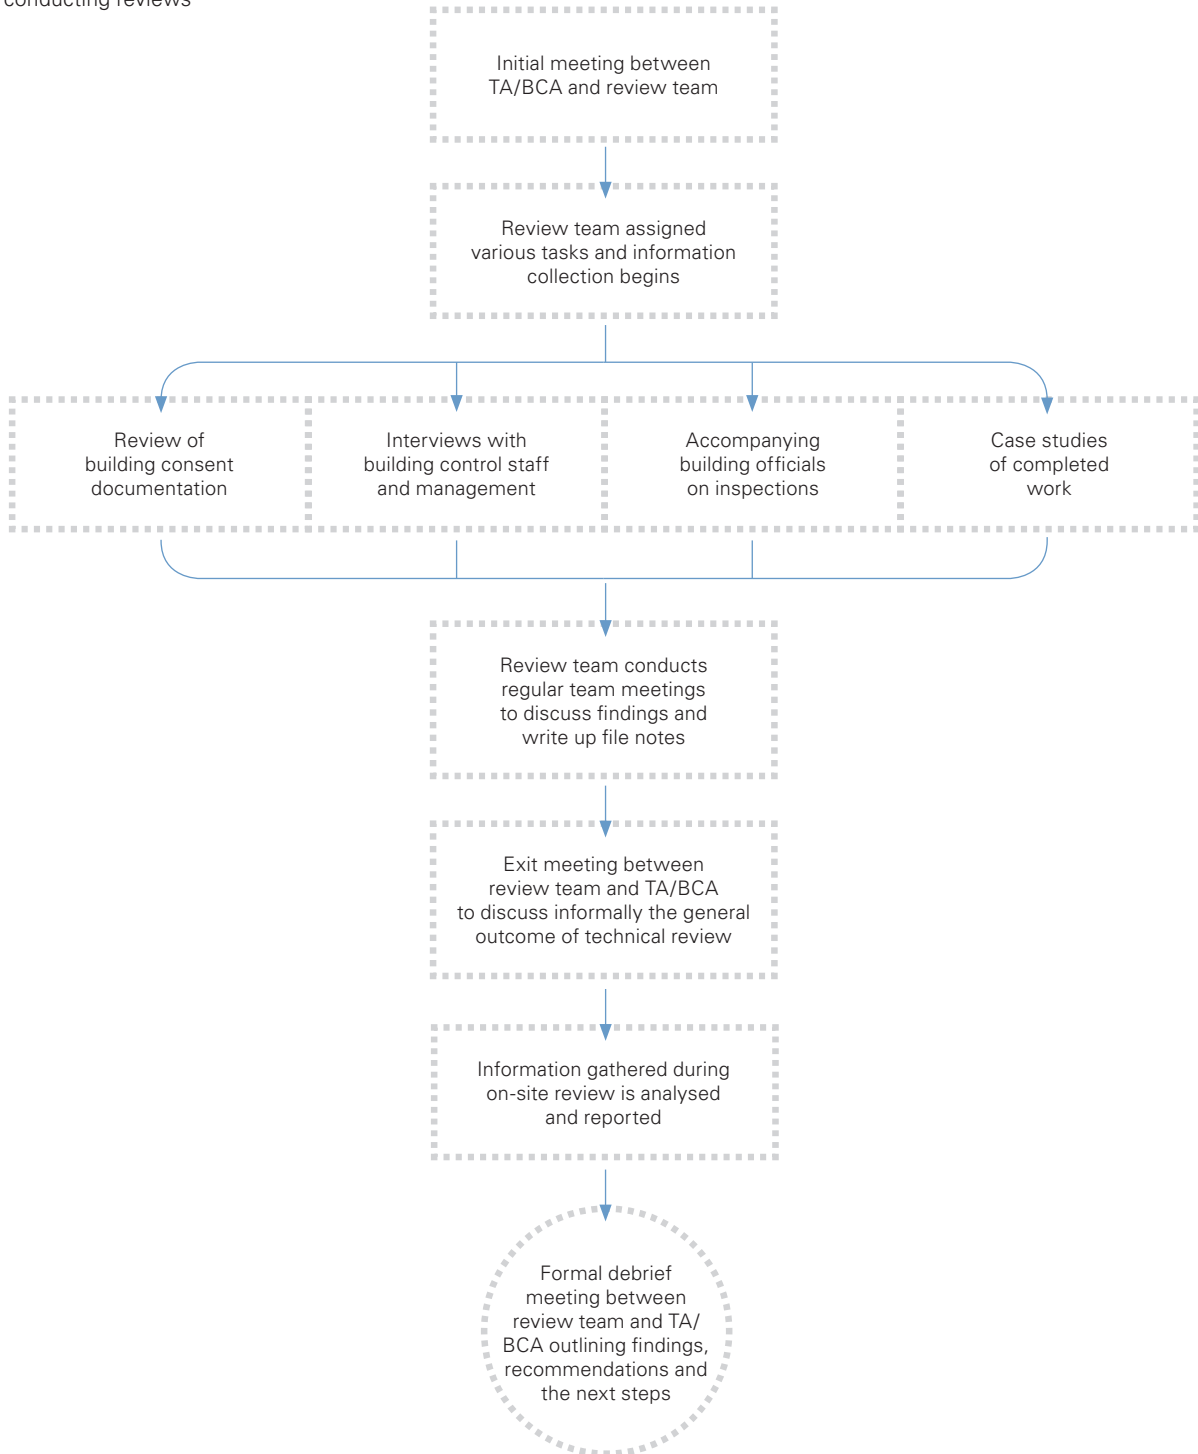 conducting reviews
Initial meeting between
TA/BCA and review team
Review team assigned
various tasks and information
collection begins
Review of
building consent
documentation
Interviews with
building control staff
and management
Accompanying
building officials
on inspections
Case studies
of completed
work
Review team conducts
regular team meetings
to discuss findings and
write up file notes
Exit meeting between
review team and TA/BCA
to discuss informally the general
outcome of technical review
Information gathered during
on-site review is analysed
and reported
Formal debrief
meeting between
review team and TA/
BCA outlining findings,
recommendations and
the next steps